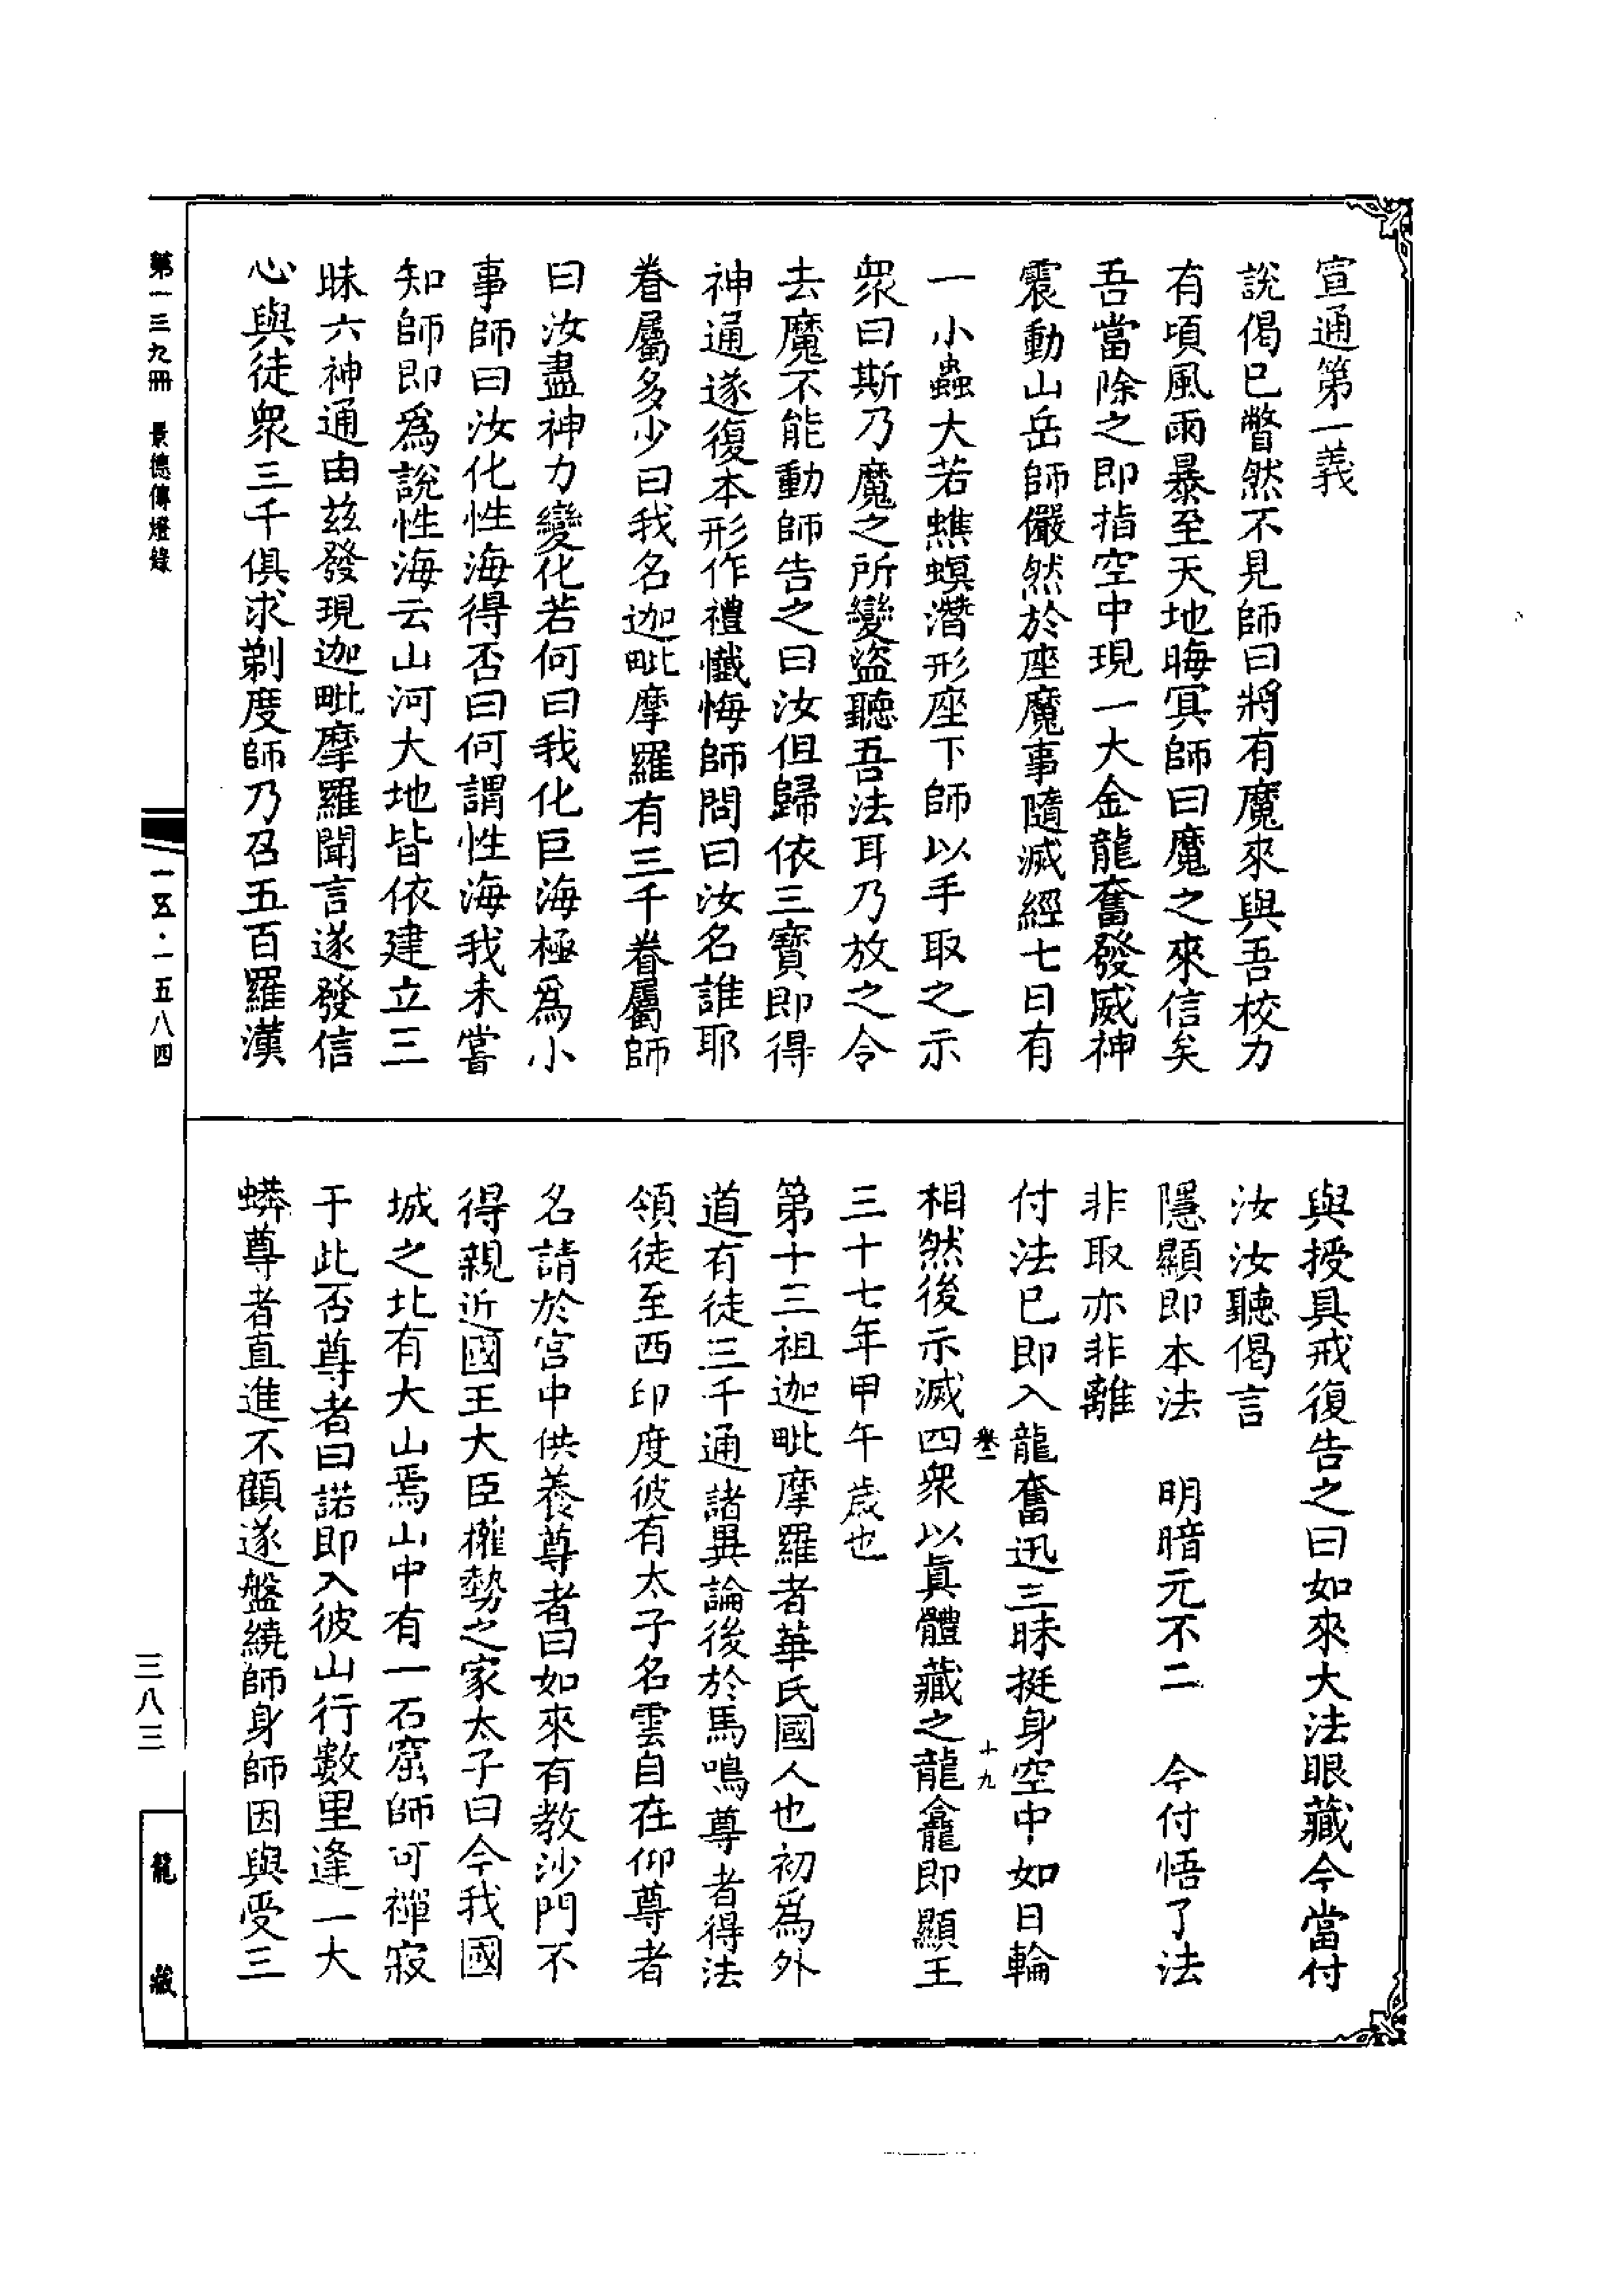 宣通第一義
說偈已瞥然不見師曰將有魔來與吾校力
有頃風雨暴至天地晦冥師曰魔之來信矣
吾當除之即指空中現一大金龍奮發威神
震動山岳師儼然於座魔事隨滅經七日有
一小蟲大若蟭螟潛形座下師以手取之示
眾曰斯乃魔之所變盜聽吾法耳乃放之令
去魔不能動師告之曰汝但歸依三寶即得
神通遂復本形作禮懺悔師問曰汝名誰耶
眷屬多少曰我名迦毗摩羅有三千眷屬師
曰汝盡神力變化若何曰我化巨海極爲小
事師曰汝化性海得否曰何謂性海我未嘗
知師即爲說性海云山河大地皆依建立三
昧六神通由茲發現迦毗摩羅聞言遂發信
心與徒眾三千俱求剃度師乃召五百羅漢
與授具戒復告之曰如來大法眼藏今當付
汝汝聽偈言
隱顯即本法　明暗元不二　今付悟了法
非取亦非離
付法已即入龍奮迅三昧挺身空中如日輪
卷一　十九
相然後示滅四眾以眞體藏之龍龕即顯王
三十七年甲午歲也
第十三祖迦毗摩羅者華氏國人也初爲外
道有徒三千通諸異論後於馬鳴尊者得法
領徒至西印度彼有太子名雲自在仰尊者
名請於宮中供養尊者曰如來有教沙門不
得親近國王大臣權勢之家太子曰今我國
城之北有大山焉山中有一石窟師可禪寂
于此否尊者曰諾即入彼山行數里逢一大
蟒尊者直進不顧遂盤繞師身師因與受三
第一三九冊　景德傳燈錄
一五·一五八四
三八三
龍藏